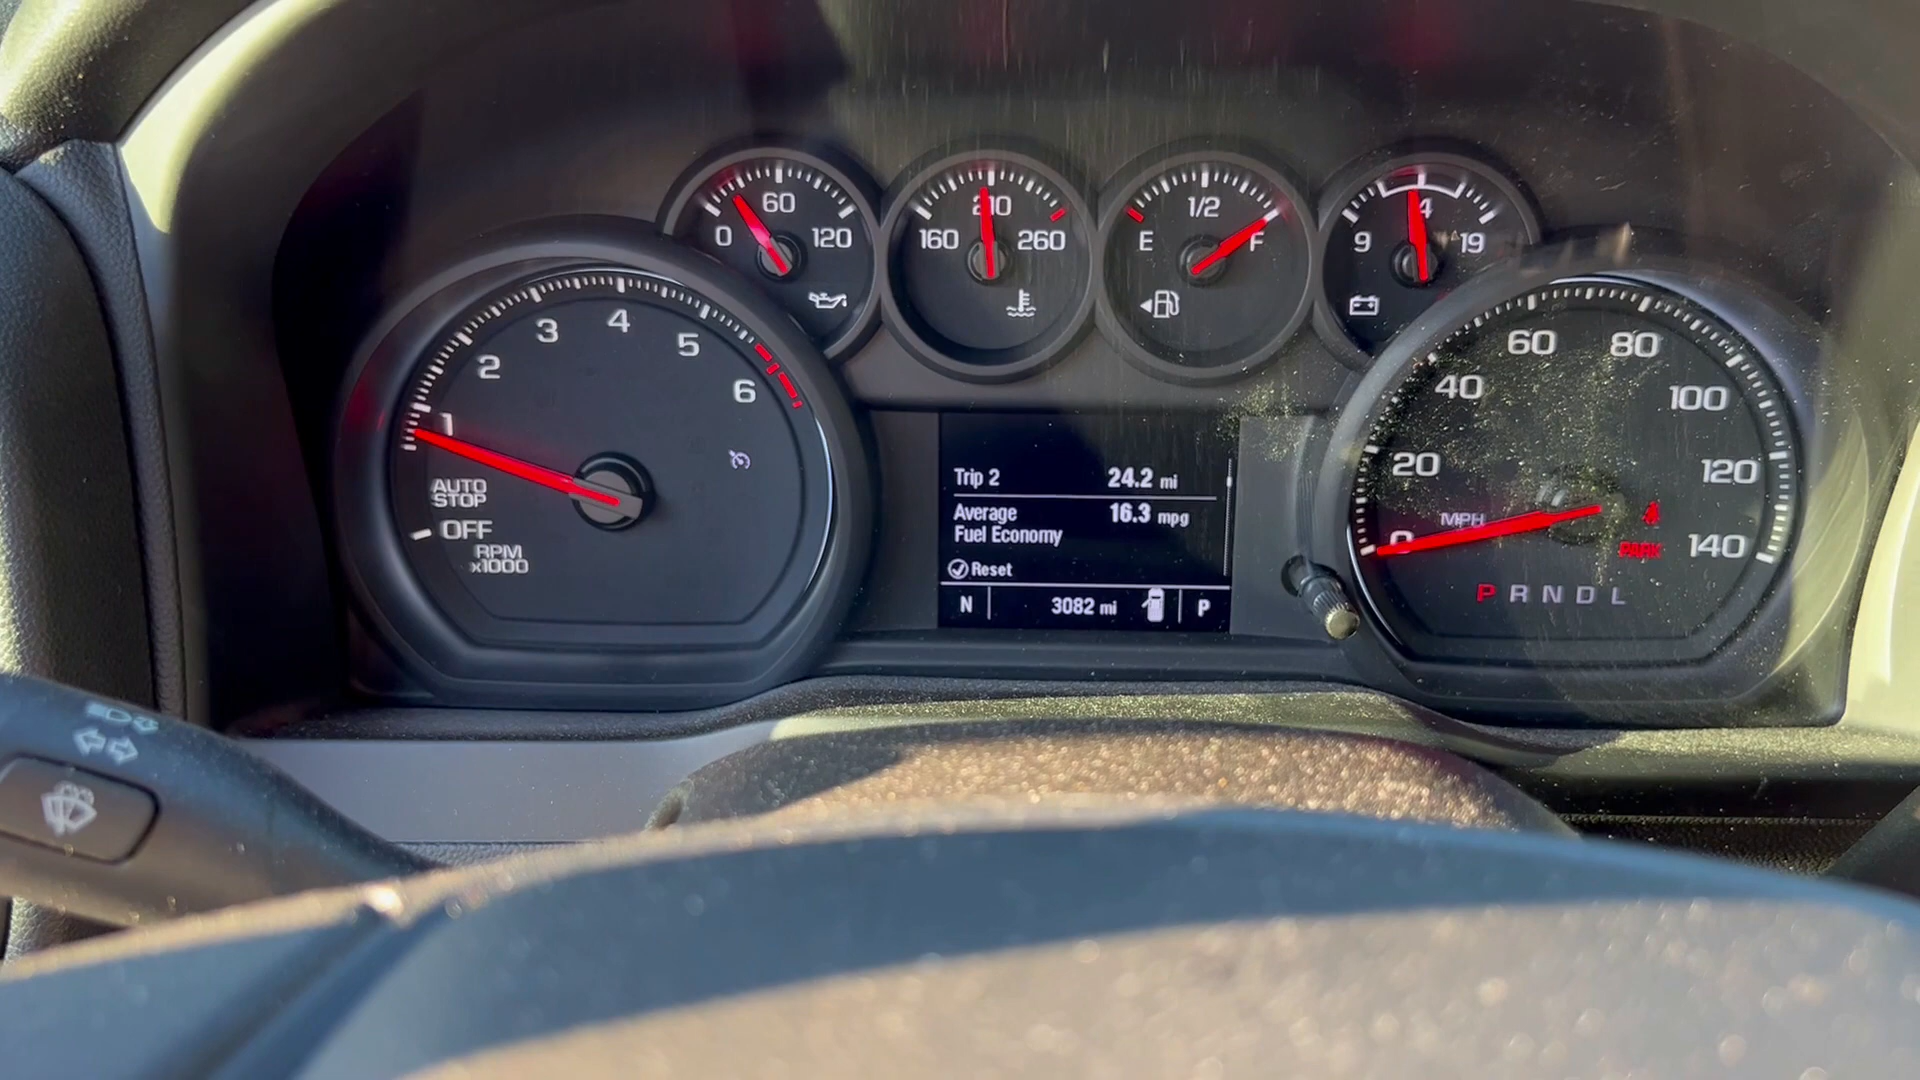 60
0 120
210
160 260
1/2
E F
14
9 19
1 2 3 4 5 6
AUTO
STOP
OFF
RPM
x1000
Trip 2 24.2 mi
Average 16.3 mpg
Fuel Economy
Reset
N 3082 mi P
0 20 40 60 80 100 120 140
MPH
PARK
P R N D L